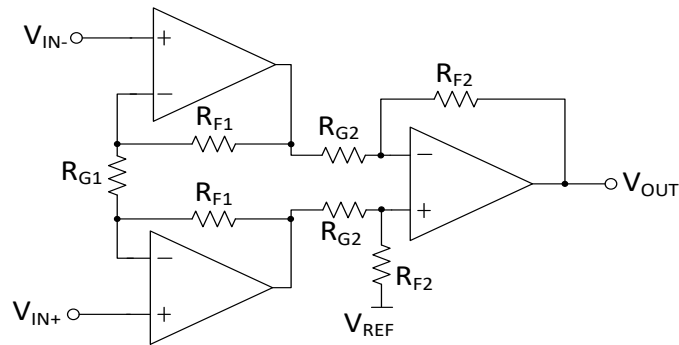 V_IN-
+
−
R_F1
R_G1
R_F1
−
+
V_IN+
R_G2
R_G2
R_F2
−
+
R_F2
V_REF
V_OUT